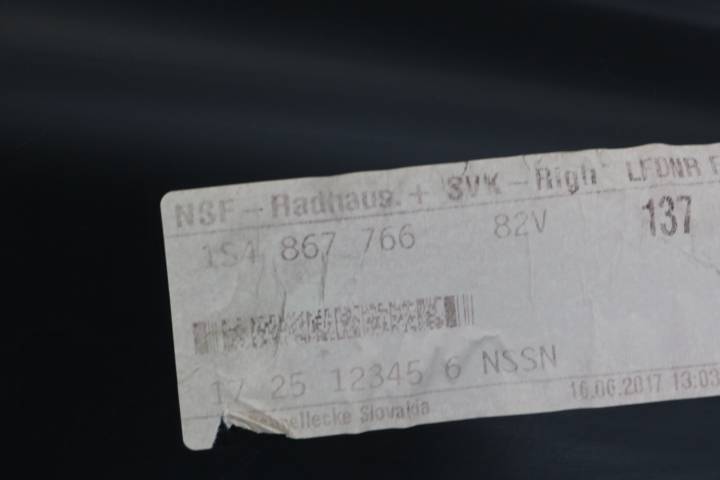 NSF - Radhaus. + SVK - Righ LFDNR
1S4 867 766 82V 137
17 25 12345 6 NSSN
16.06.2017 13:03
Slovakia